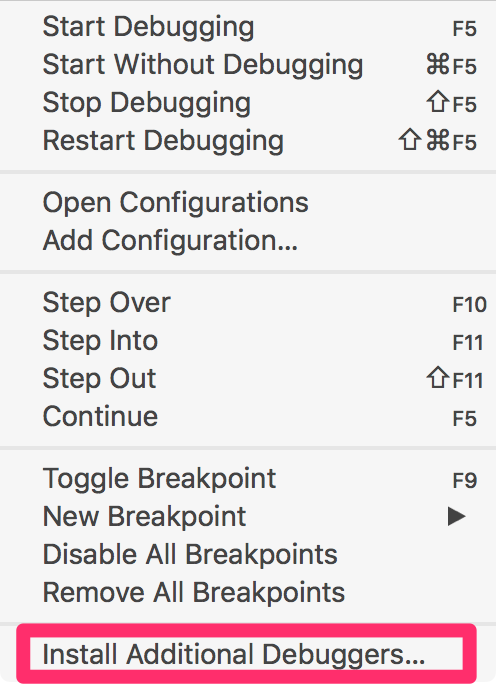 Start Debugging F5
Start Without Debugging ⌘F5
Stop Debugging ⇧F5
Restart Debugging ⇧⌘F5
Open Configurations
Add Configuration...
Step Over F10
Step Into F11
Step Out ⇧F11
Continue F5
Toggle Breakpoint F9
New Breakpoint ▶
Disable All Breakpoints
Remove All Breakpoints
Install Additional Debuggers...